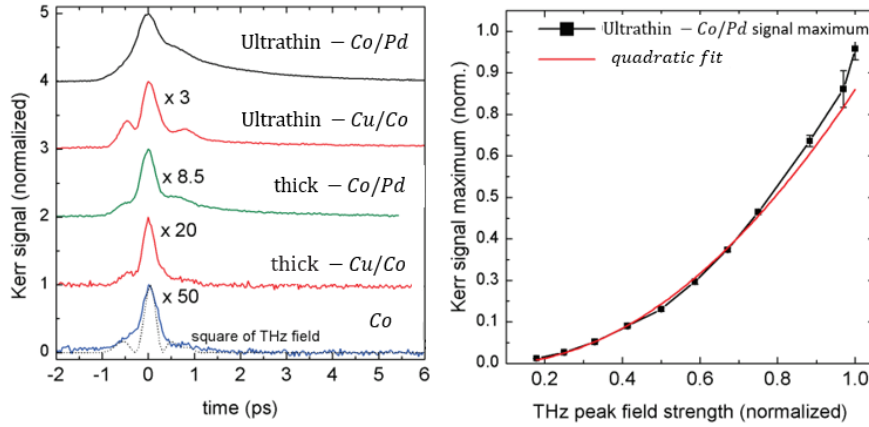 Ultrathin – Co/Pd
x 3
Ultrathin – Cu/Co
x 8.5
thick – Co/Pd
x 20
thick – Cu/Co
x 50
Co
square of THz field
Kerr signal (normalized)
5
4
3
2
1
0
-2 -1 0 1 2 3 4 5 6
time (ps)
Ultrathin – Co/Pd signal maximum
quadratic fit
Kerr signal maximum (norm.)
1.0
0.9
0.8
0.6
0.5
0.4
0.3
0.1
0.0
0.2 0.4 0.6 0.8 1.0
THz peak field strength (normalized)